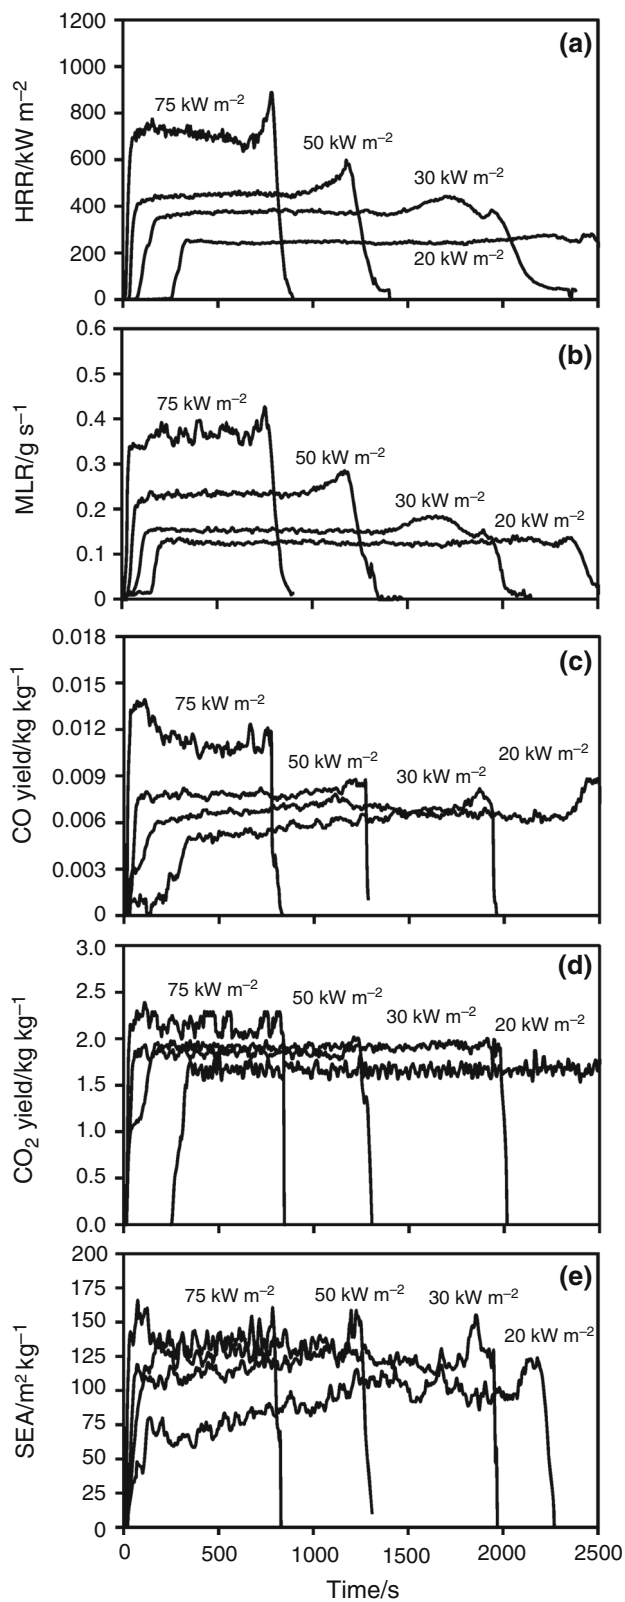 (a)
HRR/kW m⁻²
1200
1000
800
600
400
200
0
75 kW m⁻²
50 kW m⁻²
30 kW m⁻²
20 kW m⁻²
(b)
MLR/g s⁻¹
0.6
0.5
0.4
0.3
0.2
0.1
0
75 kW m⁻²
50 kW m⁻²
30 kW m⁻²
20 kW m⁻²
(c)
CO yield/kg kg⁻¹
0.018
0.015
0.012
0.009
0.006
0.003
0
75 kW m⁻²
50 kW m⁻²
30 kW m⁻²
20 kW m⁻²
(d)
CO₂ yield/kg kg⁻¹
3.0
2.5
2.0
1.5
1.0
0.5
0.0
75 kW m⁻²
50 kW m⁻²
30 kW m⁻²
20 kW m⁻²
(e)
SEA/m² kg⁻¹
200
175
150
125
100
75
50
25
0
75 kW m⁻²
50 kW m⁻²
30 kW m⁻²
20 kW m⁻²
0 500 1000 1500 2000 2500
Time/s